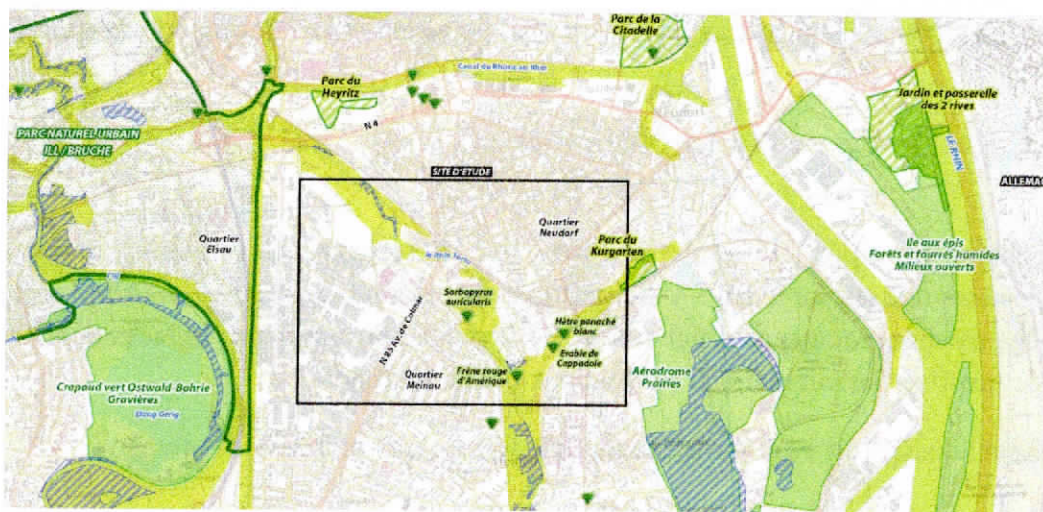 Parc de la
Citadelle
Canal du Rhône au Rhin
Parc du
Heyritz
Jardin et passerelle
des 2 rives
N 4
PARC NATUREL URBAIN
ILL / BRUCHE
LE RHIN
SITE D'ETUDE
ALLEMAG
Quartier
Elsau
Quartier
Neudorf
Parc du
Kurgarten
Ile aux épis
Forêts et fourrés humides
Milieux ouverts
Sorbopyrus
auricularis
N 83 Av. de Colmar
Hêtre panaché
blanc
Erable de
Cappadoie
Frêne rouge
d'Amérique
Quartier
Meinau
Aérodrome
Prairies
Crapaud vert Ostwald-Bohrie
Gravières
Etang Gerig